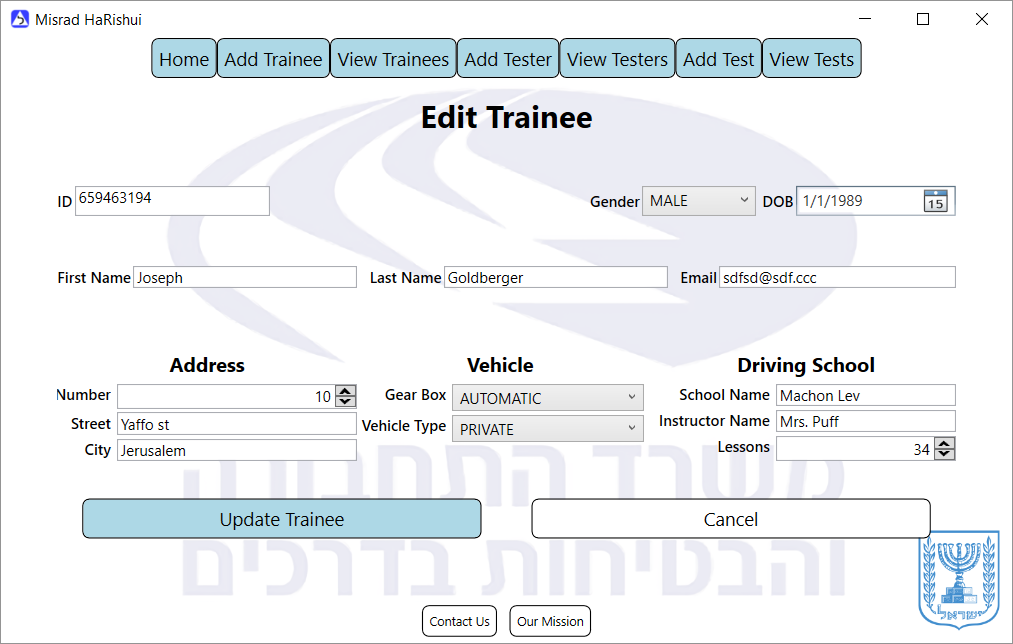 Misrad HaRishui
Home Add Trainee View Trainees Add Tester View Testers Add Test View Tests
Edit Trainee
ID 659463194 Gender MALE DOB 1/1/1989 15
First Name Joseph Last Name Goldberger Email sdfsd@sdf.ccc
Address Vehicle Driving School
Number 10 Gear Box AUTOMATIC School Name Machon Lev
Street Yaffo st Vehicle Type PRIVATE Instructor Name Mrs. Puff
City Jerusalem Lessons 34
משרד התחבורה
Update Trainee Cancel
והבטיחות בדרכים
ישראל
Contact Us Our Mission